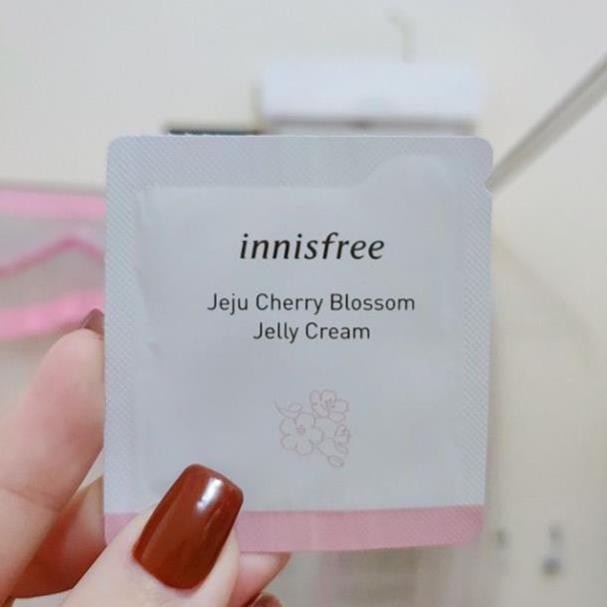 innisfree
Jeju Cherry Blossom
Jelly Cream